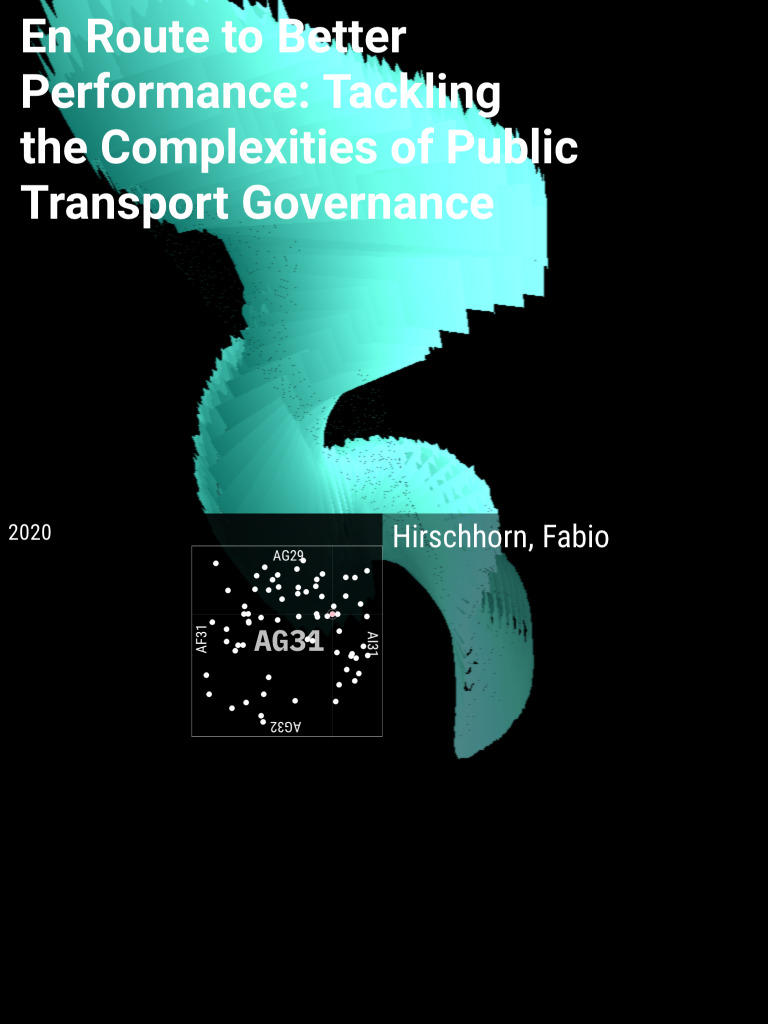 En Route to Better
Performance: Tackling
the Complexities of Public
Transport Governance
2020
Hirschhorn, Fabio
AG29
AF31
AG31
AI31
AG32